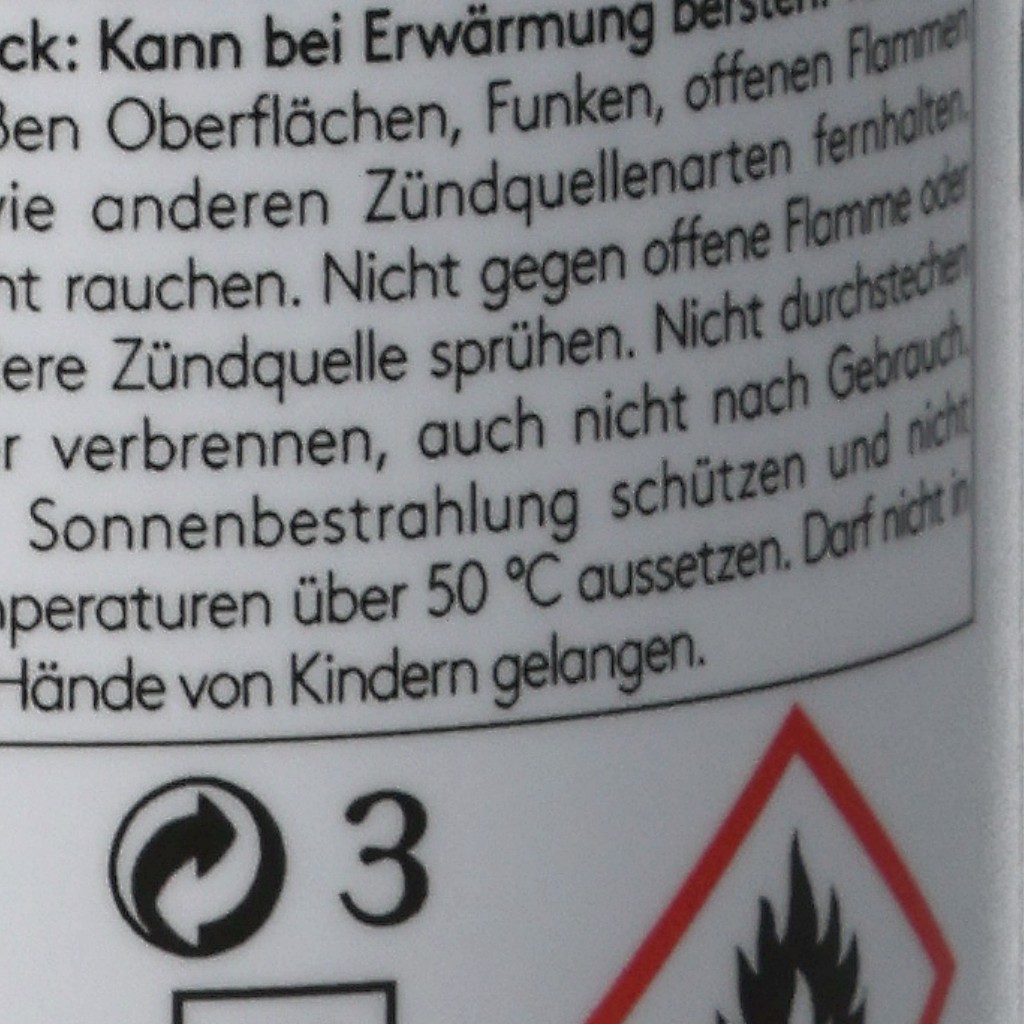 ck: Kann bei Erwärmung bersten.
ßen Oberflächen, Funken, offenen Flammen
wie anderen Zündquellenarten fernhalten.
ht rauchen. Nicht gegen offene Flamme oder
ere Zündquelle sprühen. Nicht durchstechen
r verbrennen, auch nicht nach Gebrauch.
Sonnenbestrahlung schützen und nicht
peraturen über 50 °C aussetzen. Darf nicht in
Hände von Kindern gelangen.
3